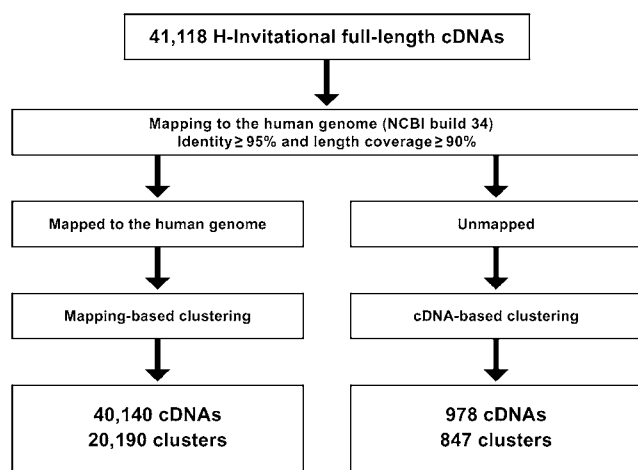 41,118 H-Invitational full-length cDNAs
Mapping to the human genome (NCBI build 34)
Identity ≥ 95% and length coverage ≥ 90%
Mapped to the human genome
Unmapped
Mapping-based clustering
cDNA-based clustering
40,140 cDNAs
20,190 clusters
978 cDNAs
847 clusters